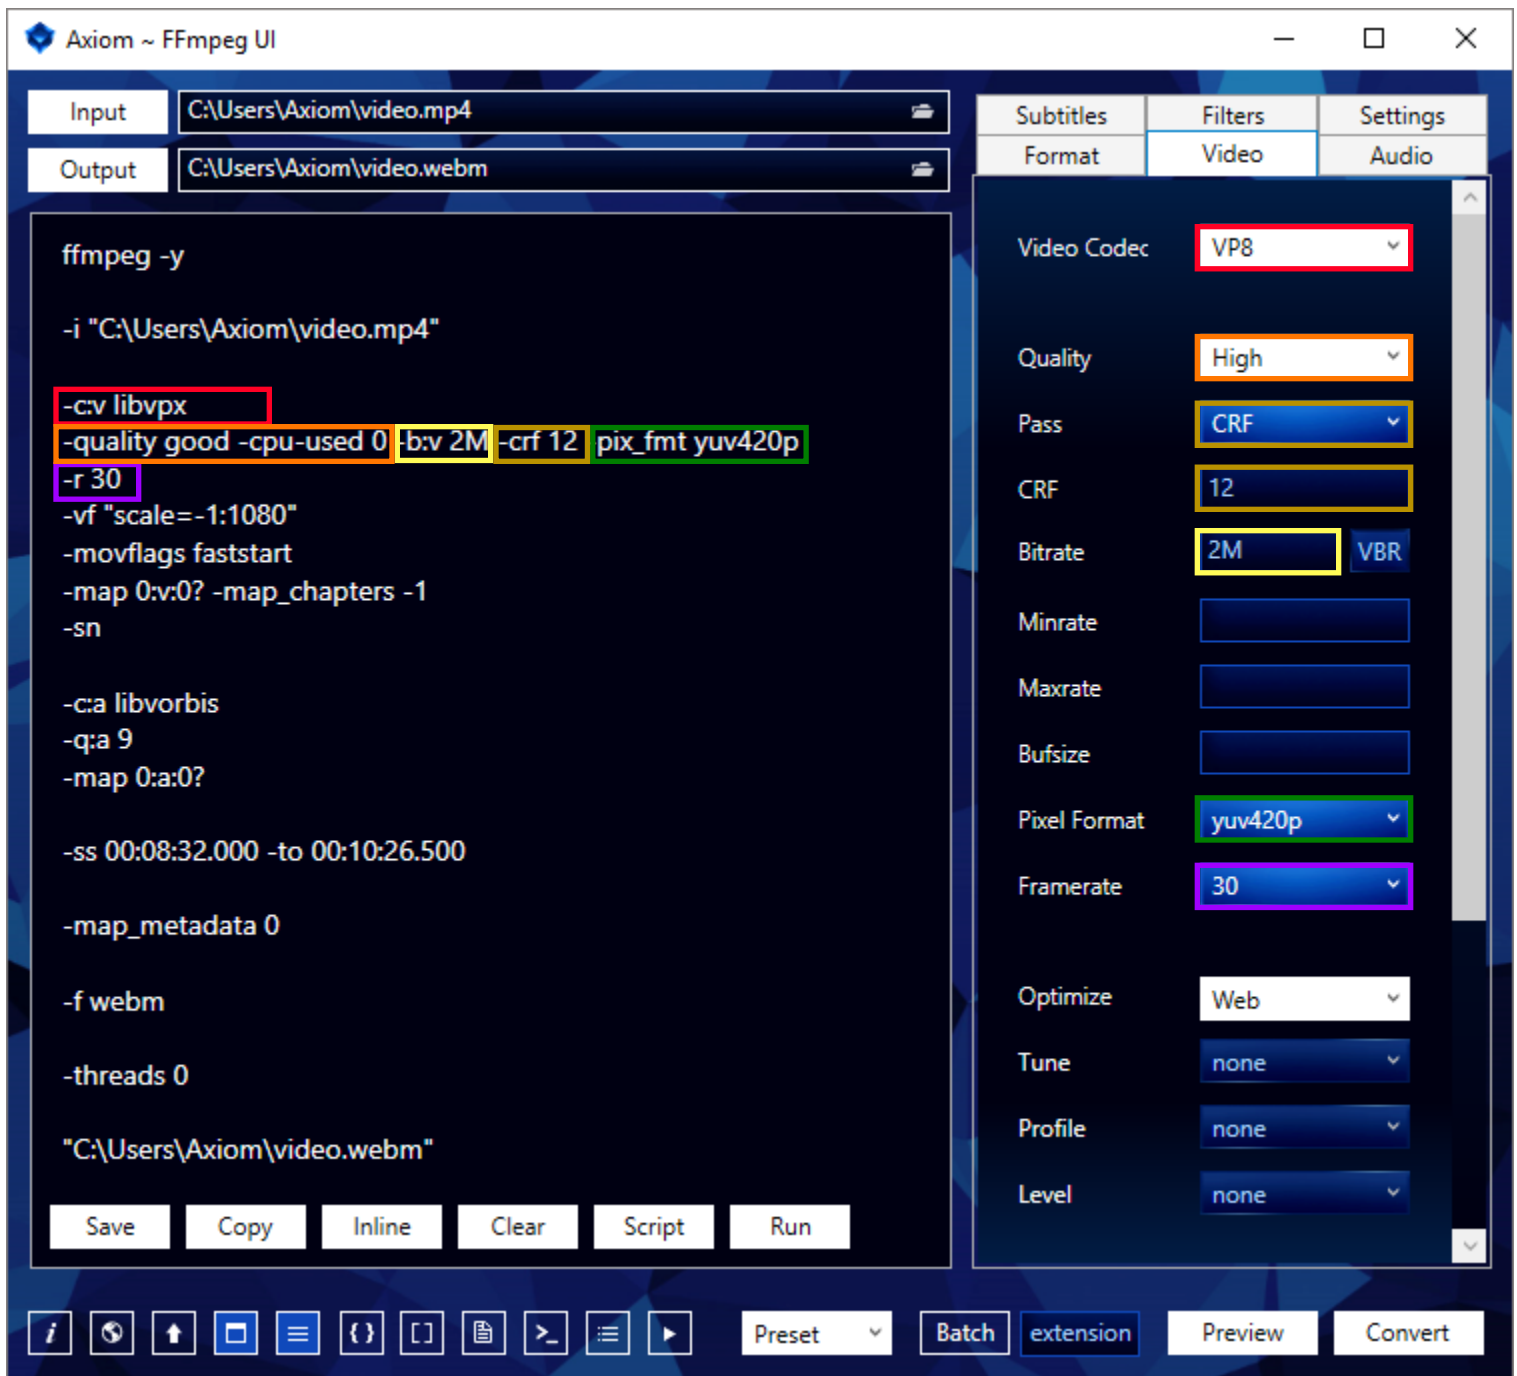 Axiom ~ FFmpeg UI
Input
C:\Users\Axiom\video.mp4
Output
C:\Users\Axiom\video.webm
ffmpeg -y
-i "C:\Users\Axiom\video.mp4"
-c:v libvpx
-quality good -cpu-used 0 -b:v 2M -crf 12 -pix_fmt yuv420p
-r 30
-vf "scale=-1:1080"
-movflags faststart
-map 0:v:0? -map_chapters -1
-sn
-c:a libvorbis
-q:a 9
-map 0:a:0?
-ss 00:08:32.000 -to 00:10:26.500
-map_metadata 0
-f webm
-threads 0
"C:\Users\Axiom\video.webm"
Save Copy Inline Clear Script Run
Subtitles Filters Settings
Format Video Audio
Video Codec VP8
Quality High
Pass CRF
CRF 12
Bitrate 2M VBR
Minrate
Maxrate
Bufsize
Pixel Format yuv420p
Framerate 30
Optimize Web
Tune none
Profile none
Level none
i { } [ ] >_ Preset Batch extension Preview Convert